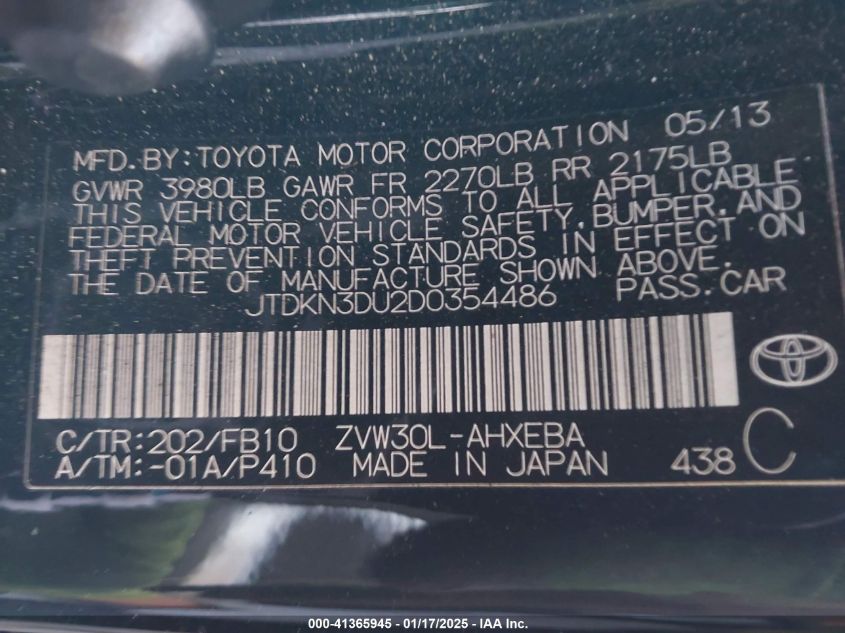 MFD. BY: TOYOTA MOTOR CORPORATION 05/13
GVWR 3980LB GAWR FR 2270LB RR 2175LB
THIS VEHICLE CONFORMS TO ALL APPLICABLE
FEDERAL MOTOR VEHICLE SAFETY, BUMPER, AND
THEFT PREVENTION STANDARDS IN EFFECT ON
THE DATE OF MANUFACTURE SHOWN ABOVE.
JTDKN3DU2D0354486 PASS. CAR
C/TR: 202/FB10 ZVW30L-AHXEBA
A/TM: -01A/P410 MADE IN JAPAN 438 C
000-41365945 - 01/17/2025 - IAA Inc.